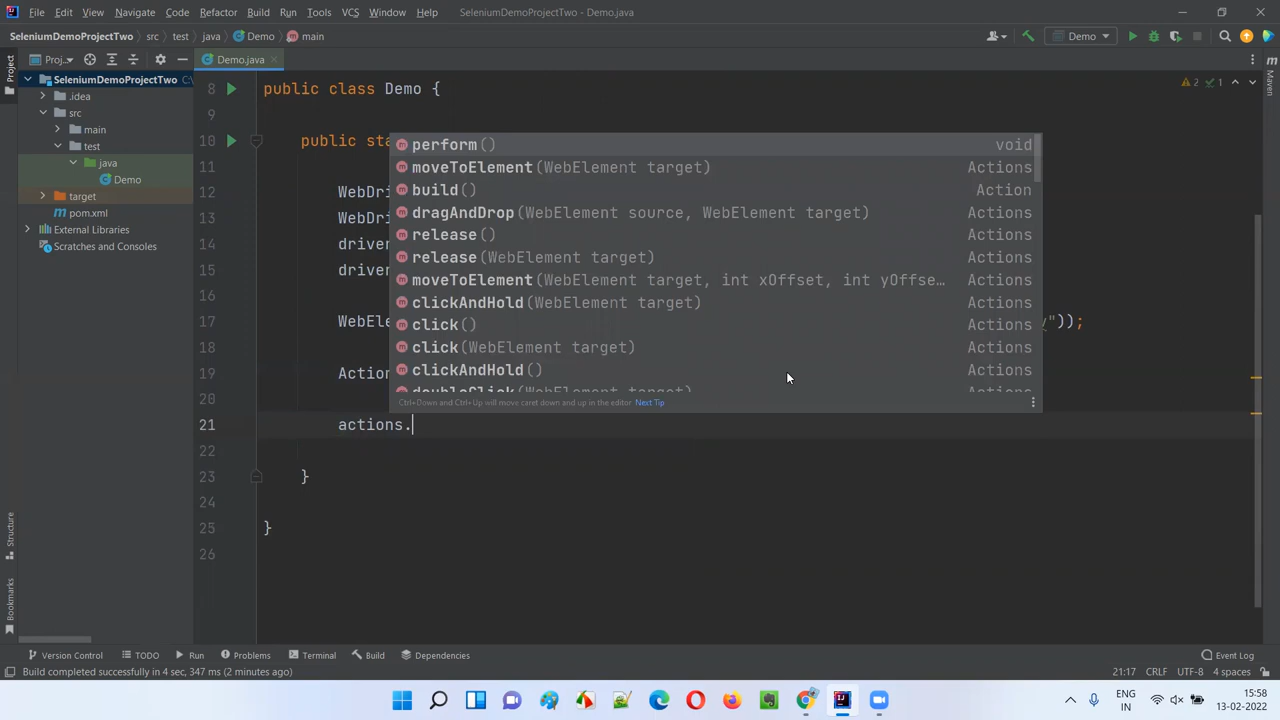 File Edit View Navigate Code Refactor Build Run Tools VCS Window Help SeleniumDemoProjectTwo - Demo.java
SeleniumDemoProjectTwo src test java Demo main Demo
Proj... Demo.java
Project
Maven
SeleniumDemoProjectTwo
.idea
src
main
test
java
Demo
target
pom.xml
External Libraries
Scratches and Consoles
2 1
8 public class Demo {
9
10 public sta
11
12 WebDri
13 WebDri
14 driver
15 driver
16
17 WebEle y"));
18
19 Action
20
21 actions.
22
23 }
24
25 }
26
perform() void
moveToElement(WebElement target) Actions
build() Action
dragAndDrop(WebElement source, WebElement target) Actions
release() Actions
release(WebElement target) Actions
moveToElement(WebElement target, int xOffset, int yOffse… Actions
clickAndHold(WebElement target) Actions
click() Actions
click(WebElement target) Actions
clickAndHold() Actions
doubleClick(WebElement target) Actions
Ctrl+Down and Ctrl+Up will move caret down and up in the editor Next Tip
Structure
Bookmarks
Version Control TODO Run Problems Terminal Build Dependencies Event Log
Build completed successfully in 4 sec, 347 ms (2 minutes ago) 21:17 CRLF UTF-8 4 spaces
ENG
IN
15:58
13-02-2022